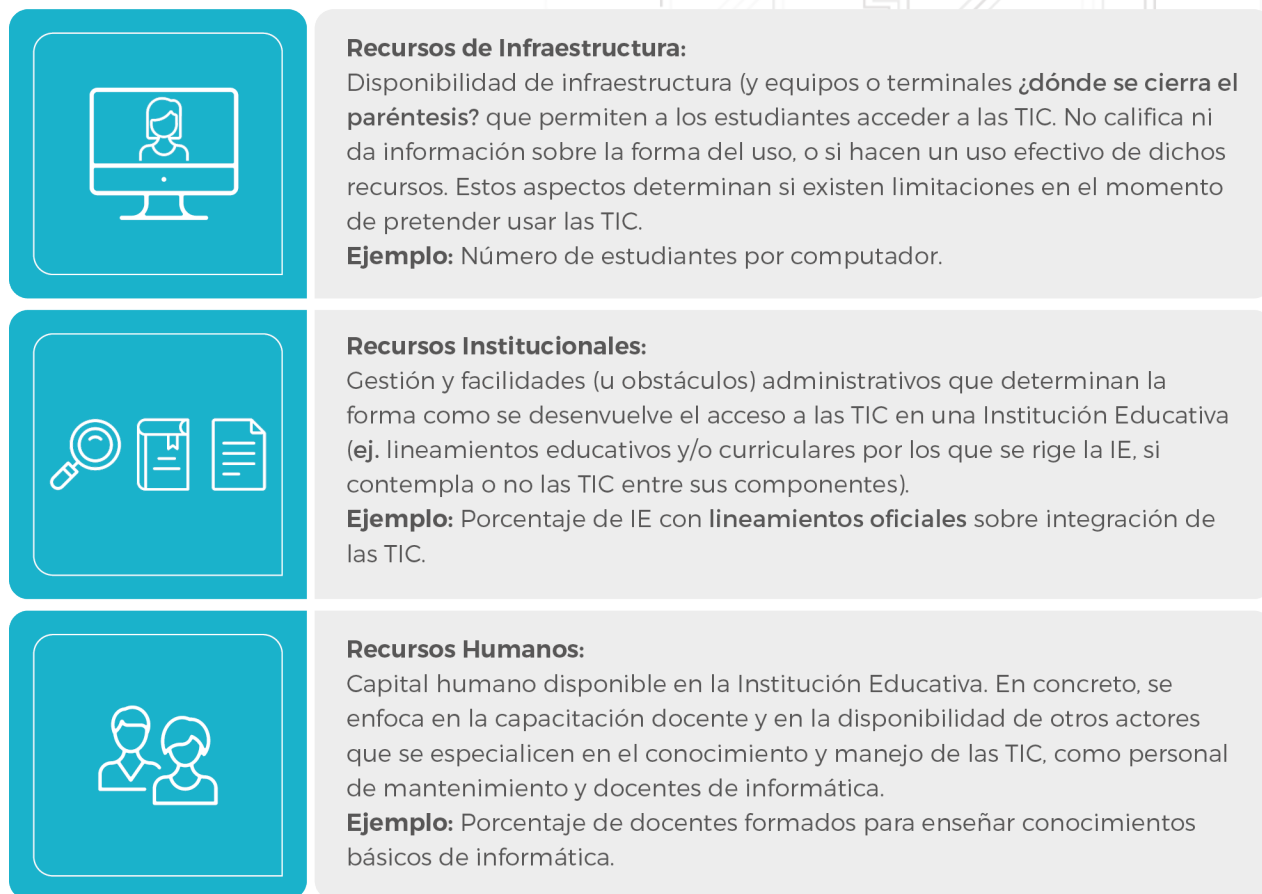 Recursos de Infraestructura:
Disponibilidad de infraestructura (y equipos o terminales ¿dónde se cierra el
paréntesis? que permiten a los estudiantes acceder a las TIC. No califica ni
da información sobre la forma del uso, o si hacen un uso efectivo de dichos
recursos. Estos aspectos determinan si existen limitaciones en el momento
de pretender usar las TIC.
Ejemplo: Número de estudiantes por computador.
Recursos Institucionales:
Gestión y facilidades (u obstáculos) administrativos que determinan la
forma como se desenvuelve el acceso a las TIC en una Institución Educativa
(ej. lineamientos educativos y/o curriculares por los que se rige la IE, si
contempla o no las TIC entre sus componentes).
Ejemplo: Porcentaje de IE con lineamientos oficiales sobre integración de
las TIC.
Recursos Humanos:
Capital humano disponible en la Institución Educativa. En concreto, se
enfoca en la capacitación docente y en la disponibilidad de otros actores
que se especialicen en el conocimiento y manejo de las TIC, como personal
de mantenimiento y docentes de informática.
Ejemplo: Porcentaje de docentes formados para enseñar conocimientos
básicos de informática.